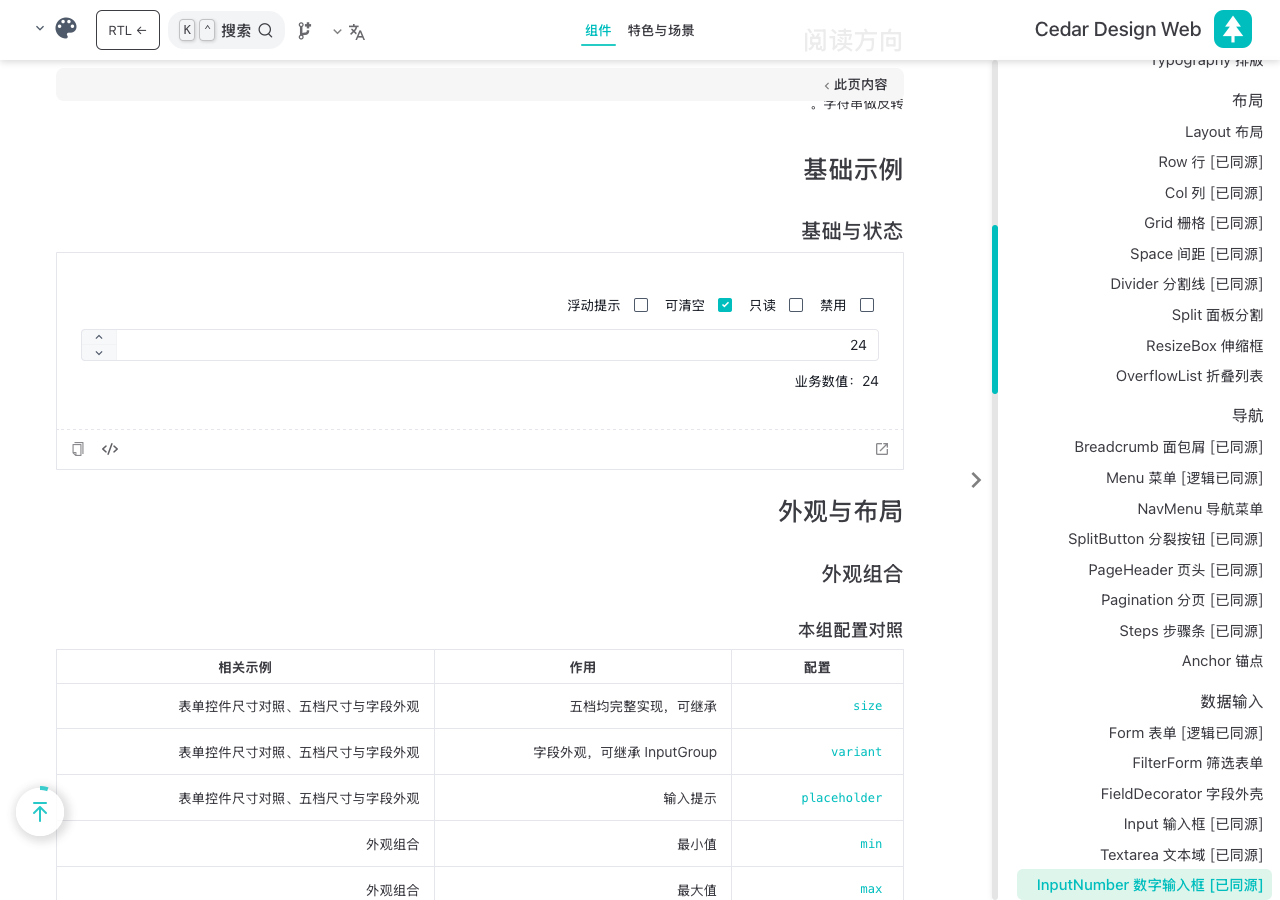 Cedar Design Web
组件
特色与场景
搜索
K
^
RTL ←
阅读方向
此页内容
字符串做反转。
基础示例
基础与状态
禁用
只读
可清空
浮动提示
24
业务数值：24
外观与布局
外观组合
本组配置对照
配置 作用 相关示例
size 五档均完整实现，可继承 表单控件尺寸对照、五档尺寸与字段外观
variant 字段外观，可继承 InputGroup 表单控件尺寸对照、五档尺寸与字段外观
placeholder 输入提示 表单控件尺寸对照、五档尺寸与字段外观
min 最小值 外观组合
max 最大值 外观组合
Typography 排版
布局
Layout 布局
Row 行 [已同源]
Col 列 [已同源]
Grid 栅格 [已同源]
Space 间距 [已同源]
Divider 分割线 [已同源]
Split 面板分割
ResizeBox 伸缩框
OverflowList 折叠列表
导航
Breadcrumb 面包屑 [已同源]
Menu 菜单 [逻辑已同源]
NavMenu 导航菜单
SplitButton 分裂按钮 [已同源]
PageHeader 页头 [已同源]
Pagination 分页 [已同源]
Steps 步骤条 [已同源]
Anchor 锚点
数据输入
Form 表单 [逻辑已同源]
FilterForm 筛选表单
FieldDecorator 字段外壳
Input 输入框 [已同源]
Textarea 文本域 [已同源]
InputNumber 数字输入框 [已同源]